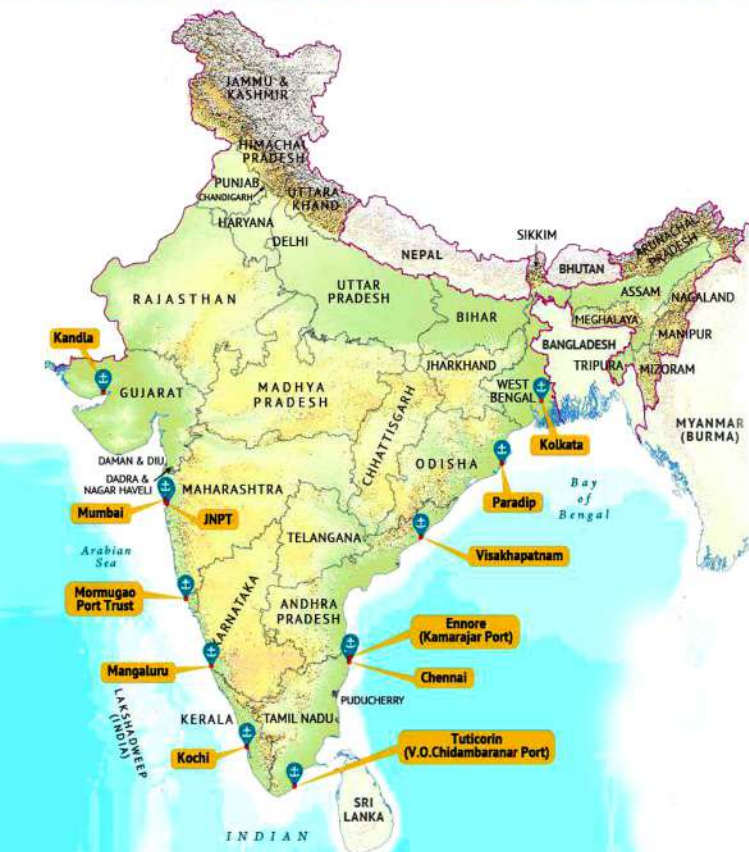 JAMMU &
KASHMIR
HIMACHAL
PRADESH
PUNJAB
CHANDIGARH
UTTARA
KHAND
HARYANA
DELHI
SIKKIM
ARUNACHAL
PRADESH
NEPAL
BHUTAN
RAJASTHAN
UTTAR
PRADESH
ASSAM
NAGALAND
BIHAR
MEGHALAYA
MANIPUR
Kandla
BANGLADESH
JHARKHAND
TRIPURA
MIZORAM
GUJARAT
MADHYA
PRADESH
WEST
BENGAL
CHHATTISGARH
MYANMAR
(BURMA)
Kolkata
DAMAN & DIU
ODISHA
DADRA &
NAGAR HAVELI
MAHARASHTRA
Paradip
Bay
of
Bengal
Mumbai
JNPT
TELANGANA
Visakhapatnam
Arabian
Sea
Mormugao
Port Trust
KARNATAKA
ANDHRA
PRADESH
Ennore
(Kamarajar Port)
Mangaluru
Chennai
PUDUCHERRY
LAKSHADWEEP
(INDIA)
KERALA
TAMIL NADU
Kochi
Tuticorin
(V.O.Chidambaranar Port)
SRI
LANKA
INDIAN